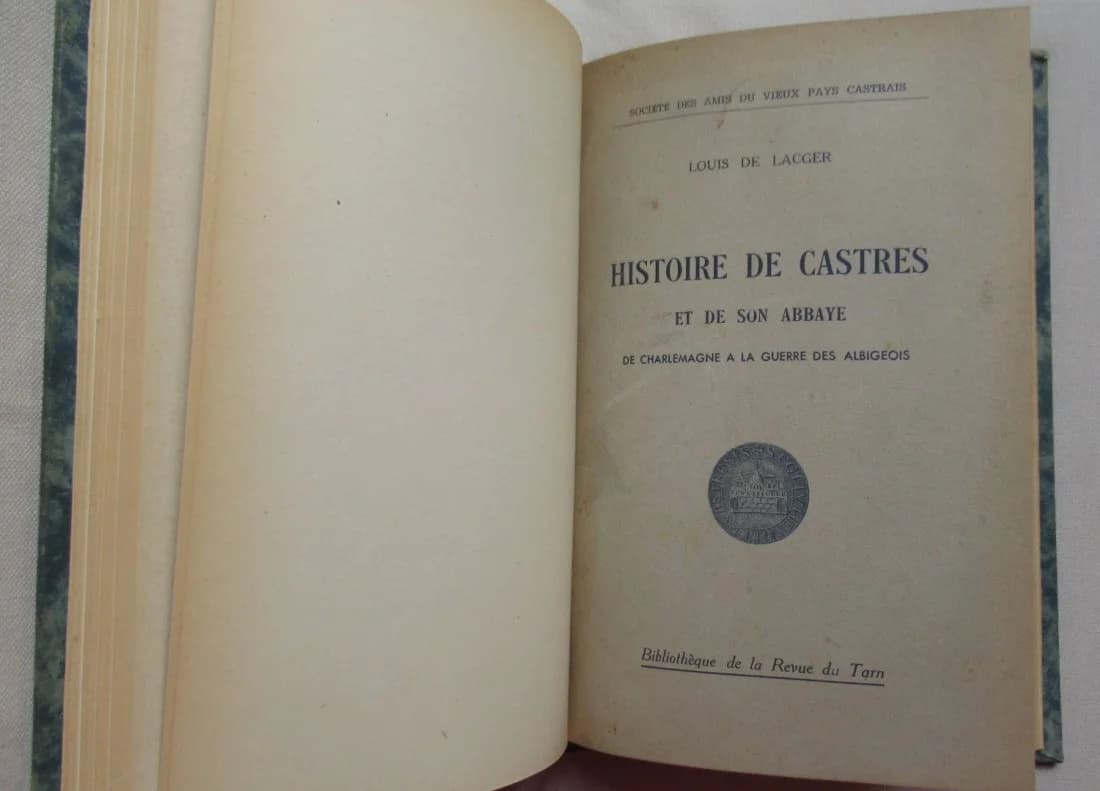 SOCIÉTÉ DES AMIS DU VIEUX PAYS CASTRAIS
LOUIS DE LACGER
HISTOIRE DE CASTRES
ET DE SON ABBAYE
DE CHARLEMAGNE A LA GUERRE DES ALBIGEOIS
Bibliothèque de la Revue du Tarn